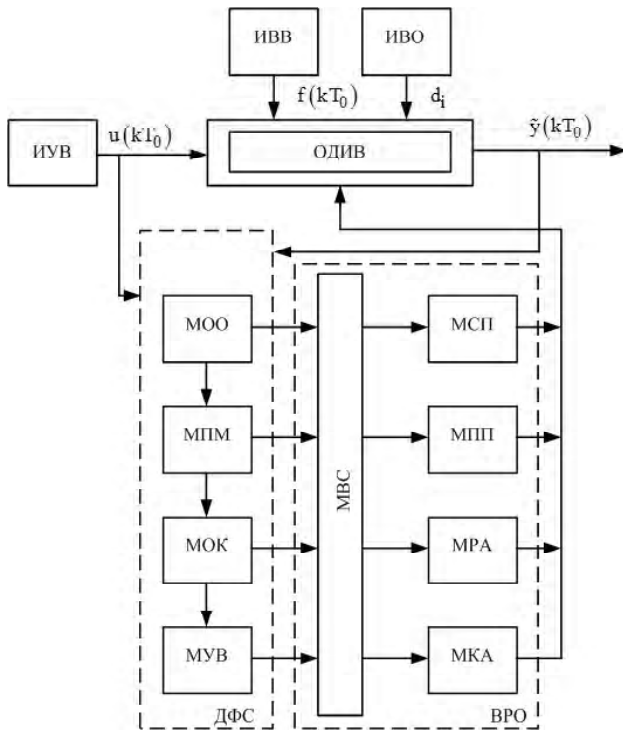 ИВВ
ИВО
f(kT₀)
dᵢ
ИУВ
u(kT₀)
ОДИВ
ỹ(kT₀)
МОО
МСП
МПМ
МПП
МВС
МОК
МРА
МУВ
МКА
ДФС
ВРО